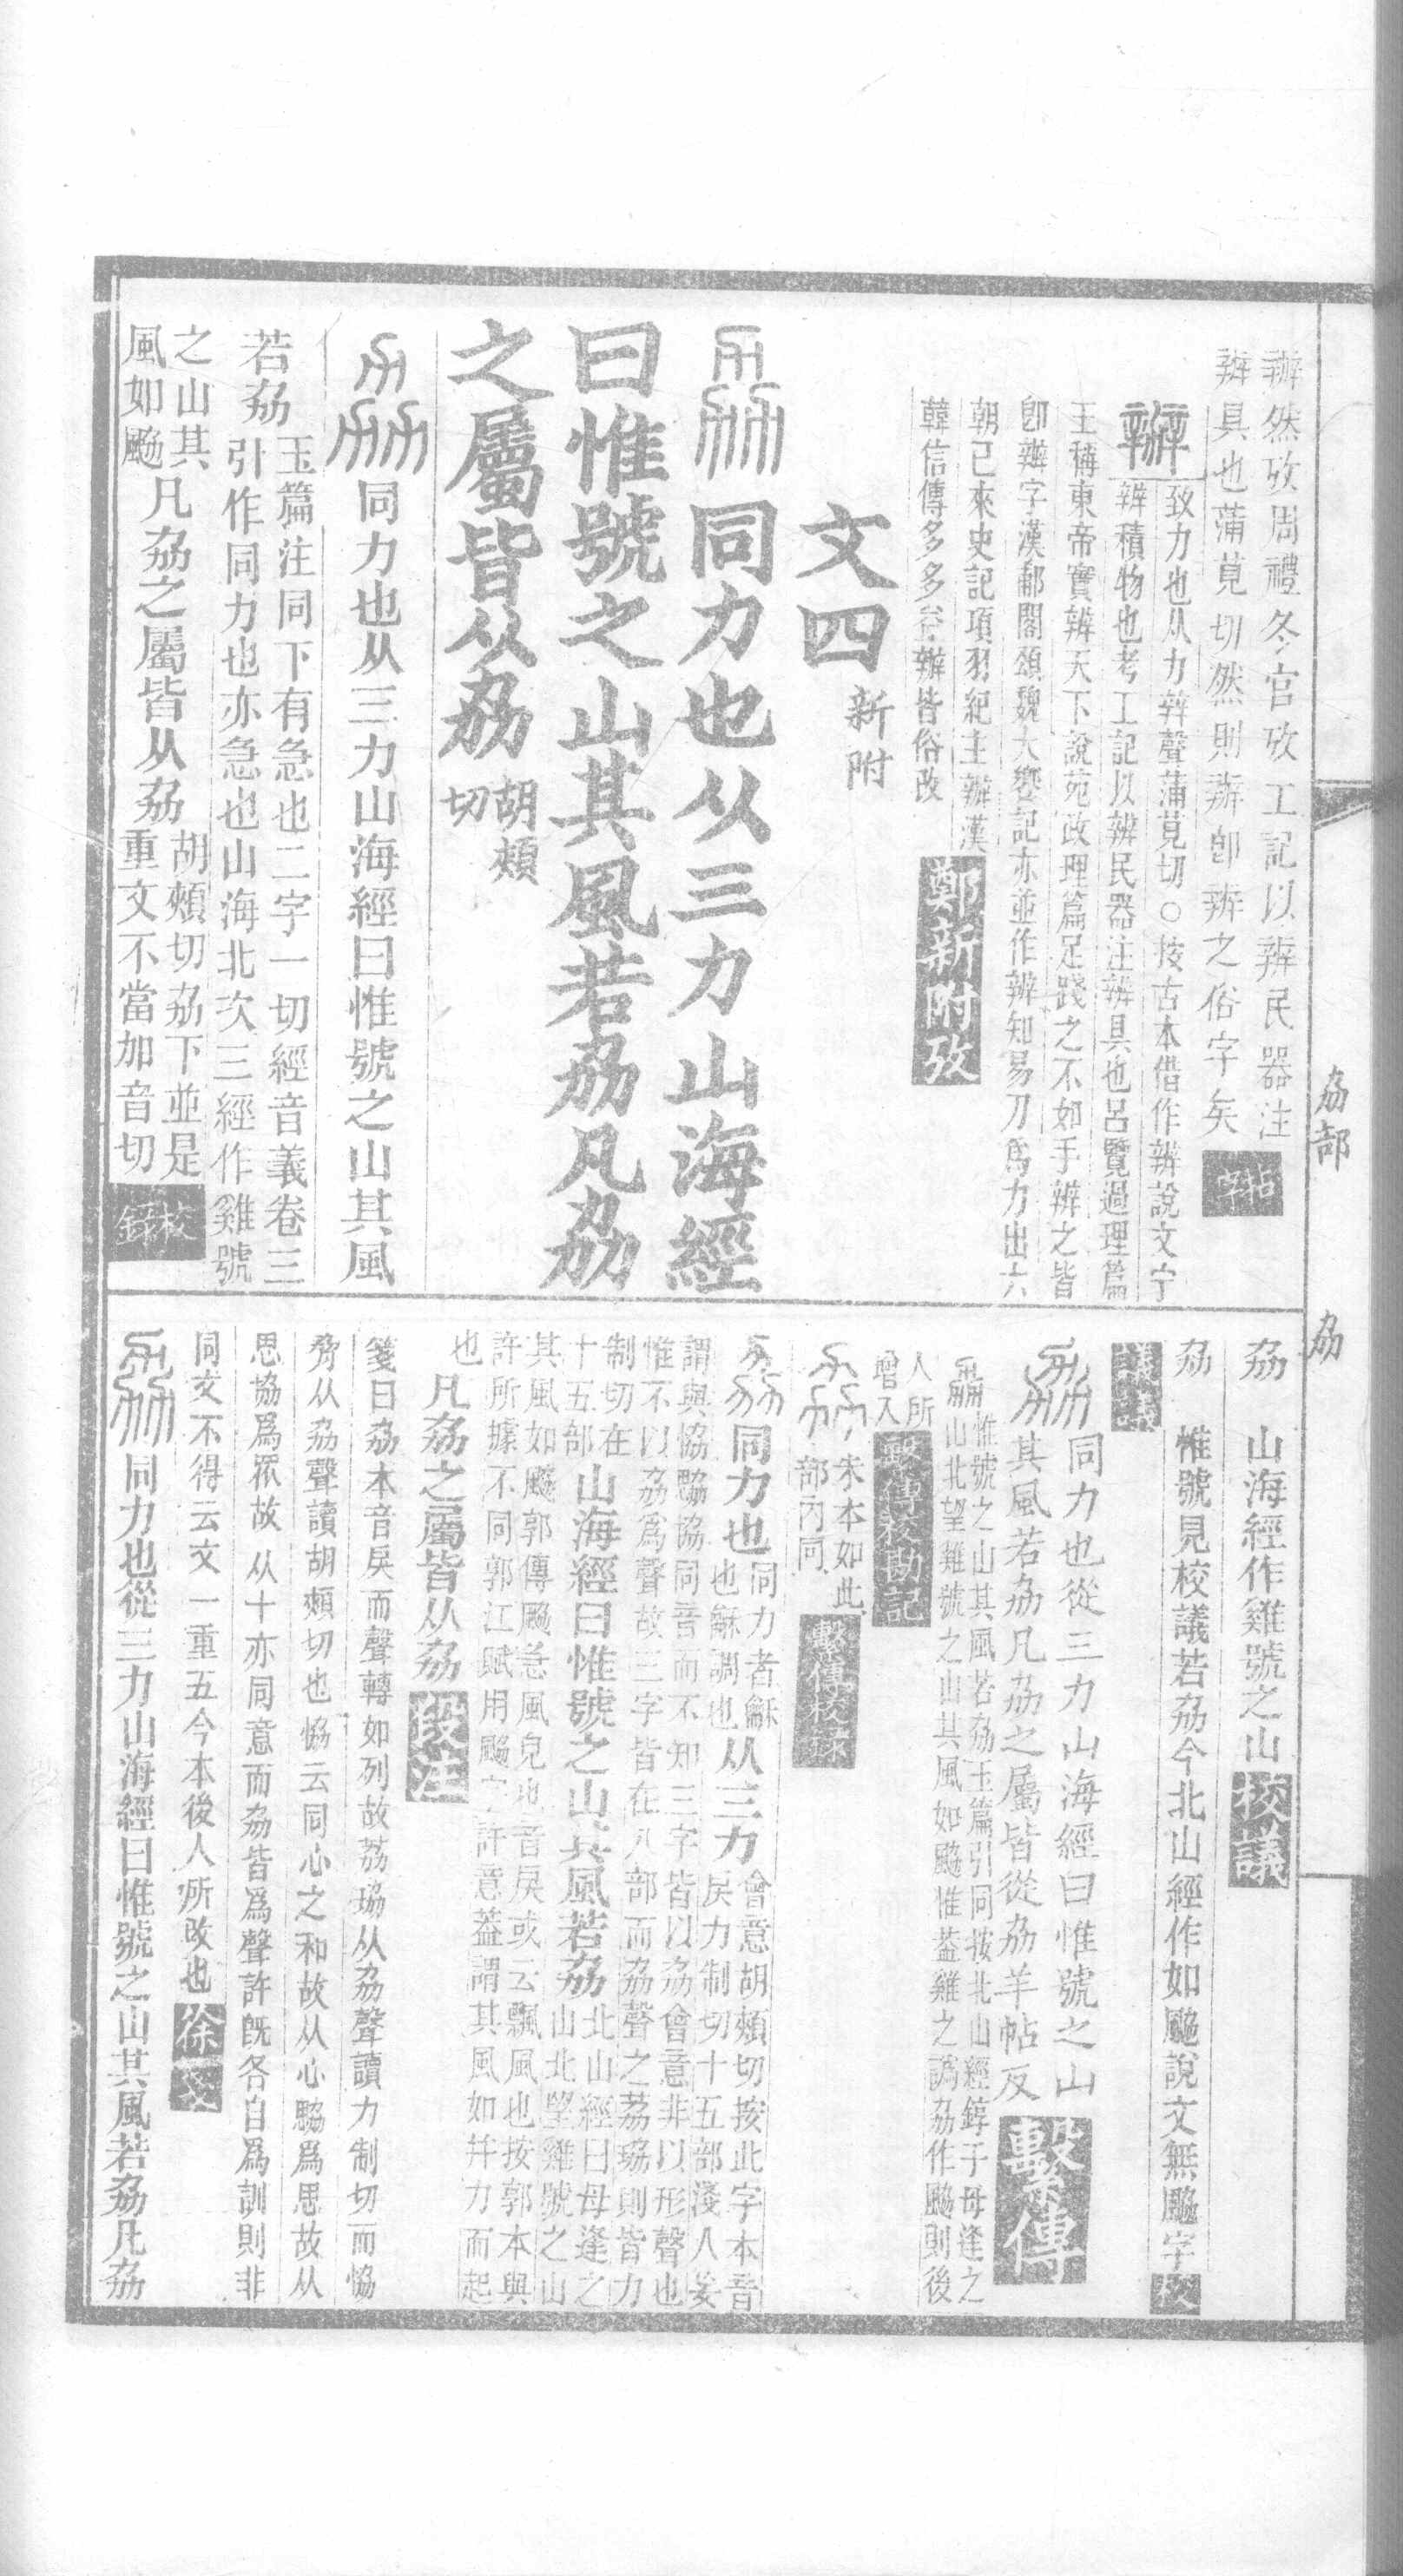 辦然攷周禮冬官攷工記以辨民器注
辨具也蒲莧切然則辦卽辨之俗字矣
致力也从力辡聲蒲莧切○按古本借作辨說文字
辨積物也考工記以辨民器注辨具也呂覽過理篇
王稱東帝實辨天下說苑政理篇足踐之不如手辨之皆
卽辦字漢郙閣頌魏大饗記亦並作辨知易刀爲力出六
朝已來史記項羽紀主辦漢
韓信傳多多益辦皆俗改
鄭新附攷
文四
新附
劦同力也从三力山海經
曰惟號之山其風若劦凡劦
之屬皆从劦
胡頰
切
同力也从三力山海經曰惟號之山其風
若劦
玉篇注同下有急也二字一切經音義卷三
引作同力也亦急也山海北次三經作雞號
之山其
風如飈
凡劦之屬皆从劦
胡頰切劦下並是
重文不當加音切
校
錄
劦部
劦
劦 山海經作雞號之山校議
劦 惟號見校議若劦今北山經作如飈說文無飈字校
議議
同力也從三力山海經曰惟號之山
其風若劦凡劦之屬皆從劦羊帖反繫傳
惟號之山其風若劦玉篇引同按北山經錞于母逢之
山北望雞號之山其風如飈惟蓋雞之譌劦作飈則後
人所
增入
繫傳校勘記
朱本如此
部內同
繫傳校錄
同力也
同力者龢
也龢調也
从三力
會意胡頰切按此字本音
戾力制切十五部淺人妄
謂與恊勰協同音而不知三字皆以劦會意非以形聲也
惟不以劦爲聲故三字皆在八部而劦聲之荔珕則皆力
制切在
十五部
山海經曰惟號之山其風若劦
北山經曰母逢之
山北望雞號之山
其風如飈郭傳飈急風皃也音戾或云飄風也按郭本與
許所據不同郭江賦用飈字許意蓋謂其風如幷力而起
也
凡劦之屬皆从劦段注
箋曰劦本音戾而聲轉如列故荔珕从劦聲讀力制切而恊
脅从劦聲讀胡頰切也恊云同心之和故从心勰爲思故从
思協爲眾故从十亦同意而劦皆爲聲許旣各自爲訓則非
同文不得云文一重五今本後人所改也徐箋
同力也從三力山海經曰惟號之山其風若劦凡劦